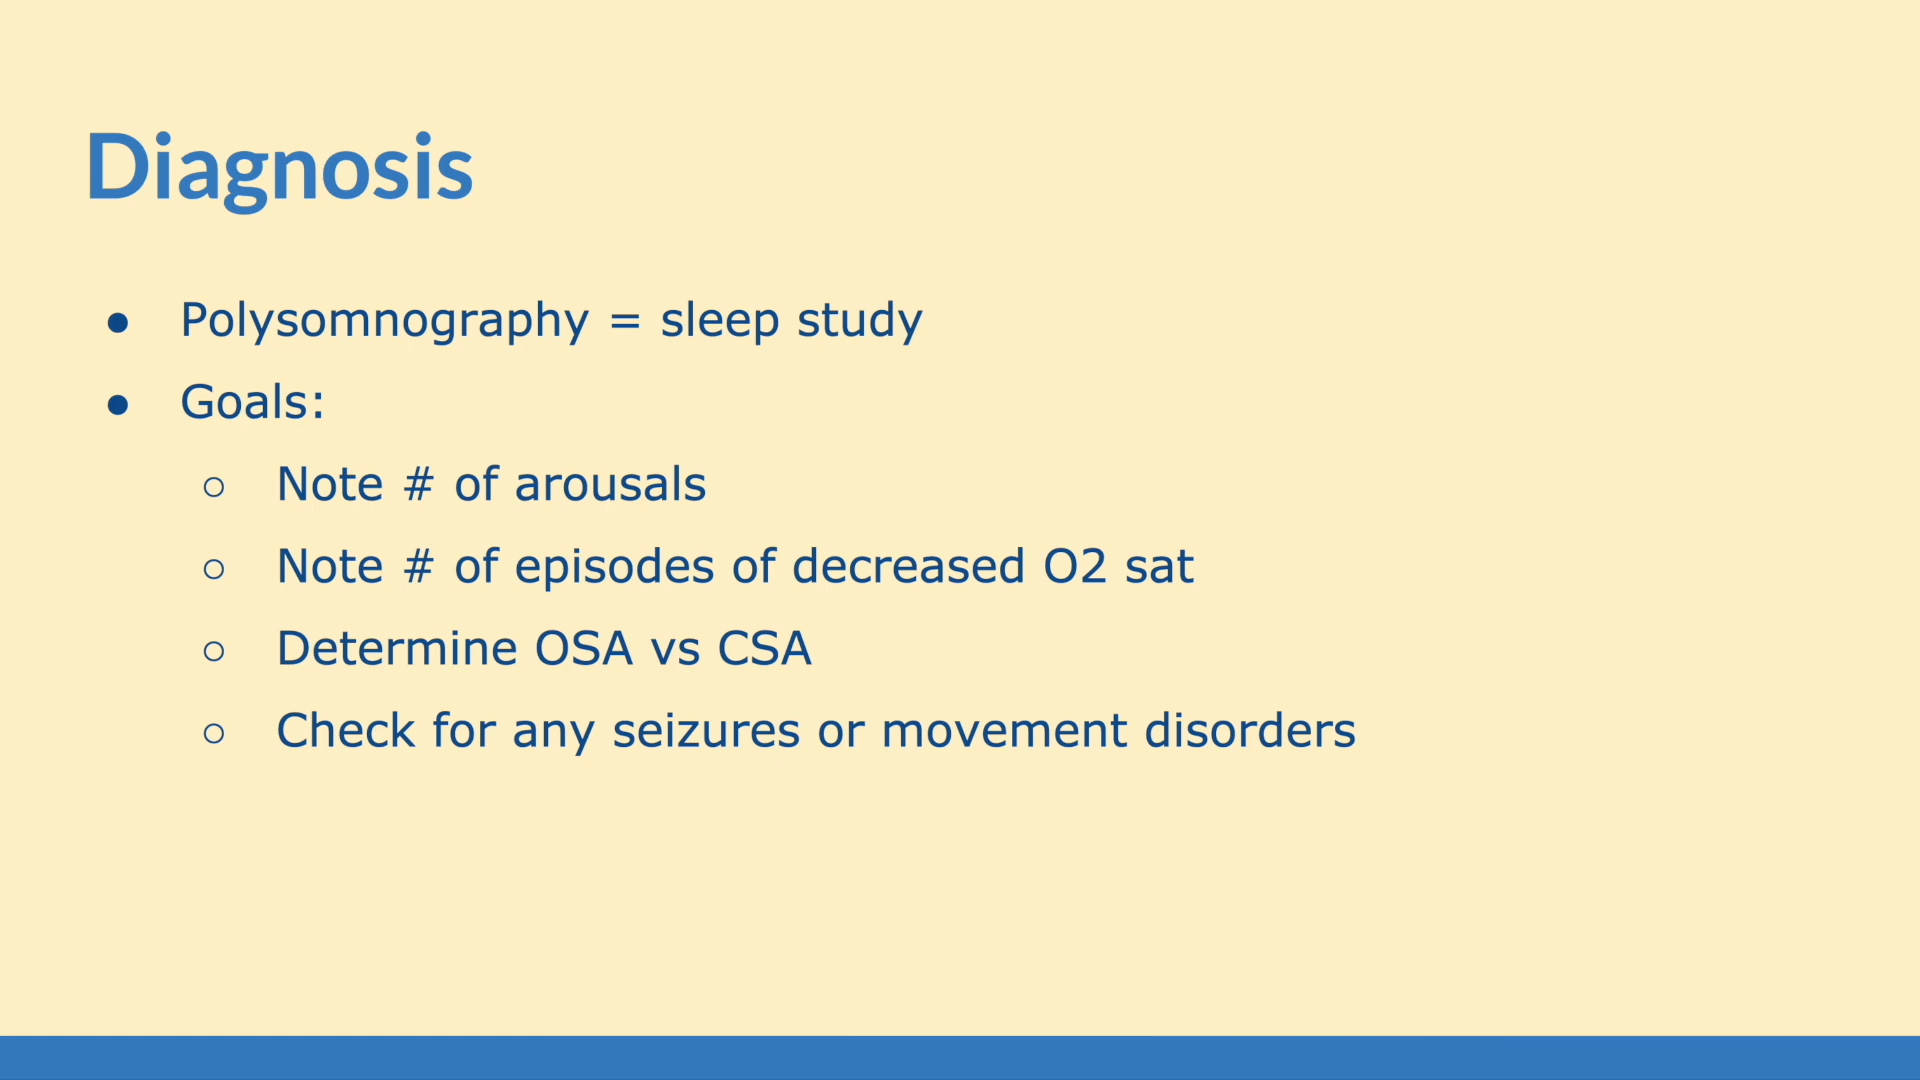 Diagnosis
● Polysomnography = sleep study
● Goals:
○ Note # of arousals
○ Note # of episodes of decreased O2 sat
○ Determine OSA vs CSA
○ Check for any seizures or movement disorders